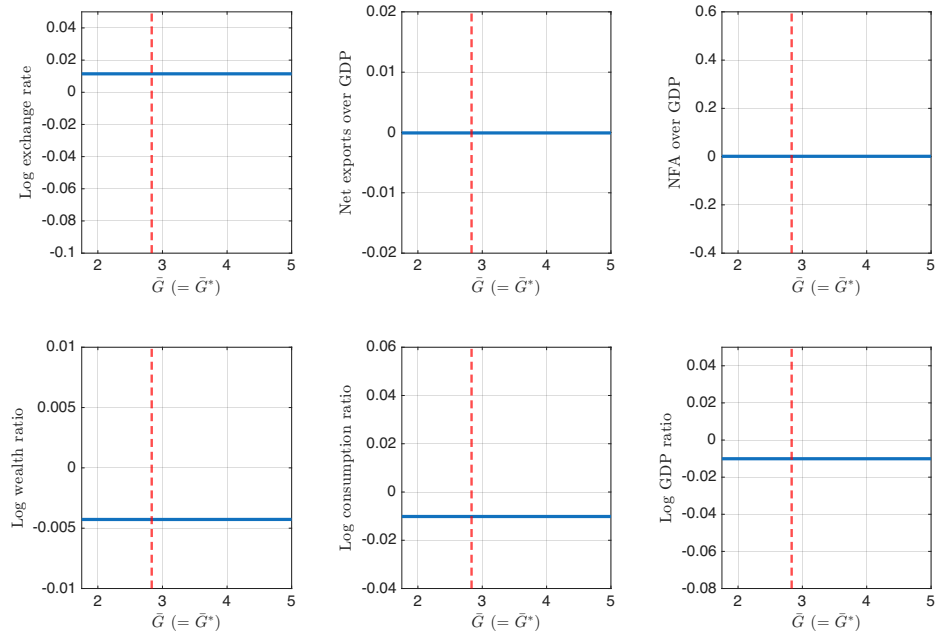 Log exchange rate
0.04
0.02
0
-0.02
-0.04
-0.06
-0.08
-0.1
2 3 4 5
Ḡ (= Ḡ*)
Net exports over GDP
0.02
0.01
0
-0.01
-0.02
2 3 4 5
Ḡ (= Ḡ*)
NFA over GDP
0.6
0.4
0.2
0
-0.2
-0.4
2 3 4 5
Ḡ (= Ḡ*)
Log wealth ratio
0.01
0.005
0
-0.005
-0.01
2 3 4 5
Ḡ (= Ḡ*)
Log consumption ratio
0.06
0.04
0.02
0
-0.02
-0.04
2 3 4 5
Ḡ (= Ḡ*)
Log GDP ratio
0.04
0.02
0
-0.02
-0.04
-0.06
-0.08
2 3 4 5
Ḡ (= Ḡ*)